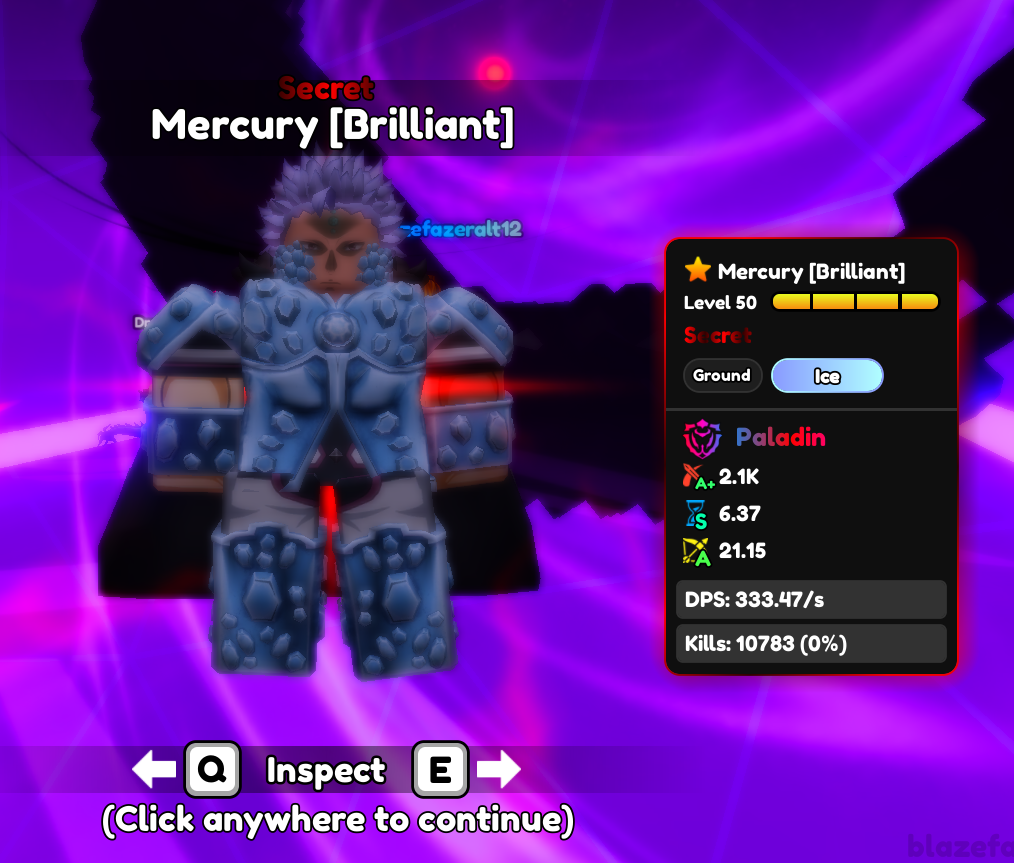 Secret
Mercury [Brilliant]
efazeralt12
Mercury [Brilliant]
Level 50
Secret
Ground
Ice
Paladin
A+ 2.1K
S 6.37
A 21.15
DPS: 333.47/s
Kills: 10783 (0%)
Q Inspect E
(Click anywhere to continue)